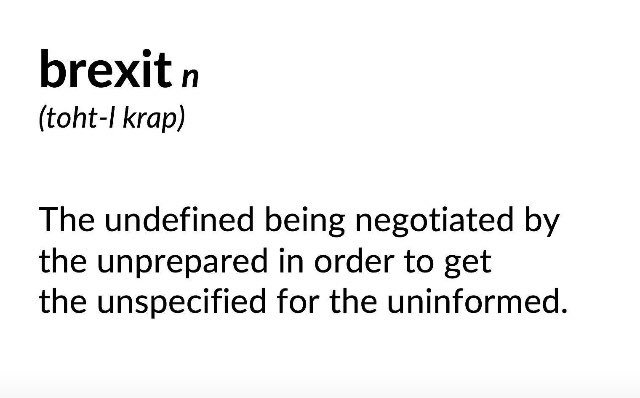 brexit n
(toht-l krap)
The undefined being negotiated by
the unprepared in order to get
the unspecified for the uninformed.